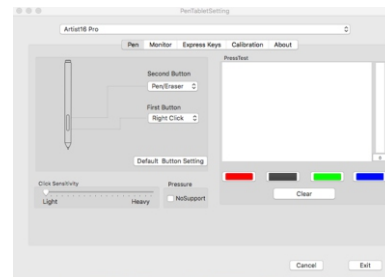 PenTabletSetting
Artist16 Pro
Pen Monitor Express Keys Calibration About
PressTest
Second Button
Pen/Eraser
First Button
Right Click
Default Button Setting
Click Sensitivity
Light Heavy
Pressure
NoSupport
Clear
Cancel Exit